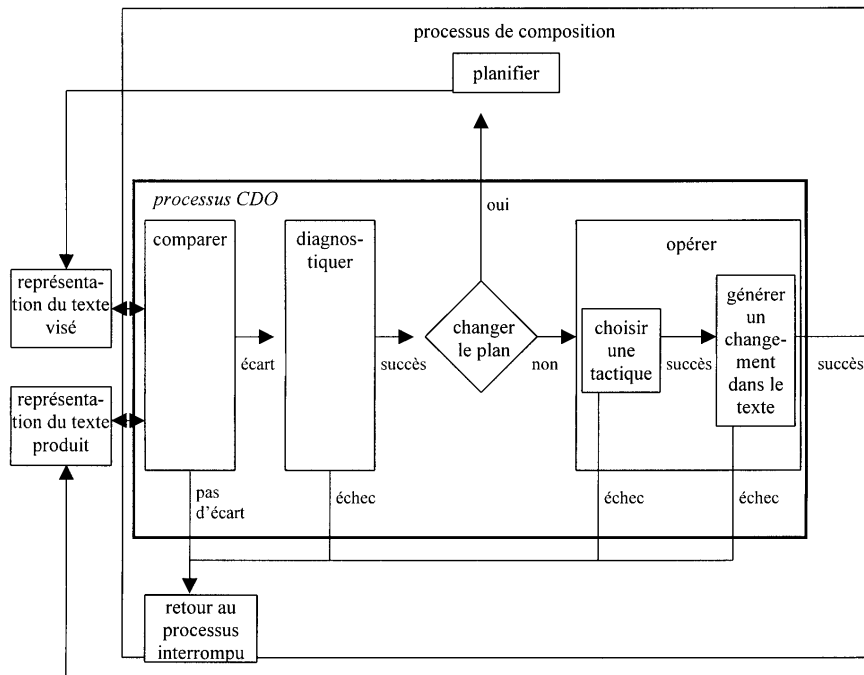 processus de composition
planifier
processus CDO
oui
comparer
diagnos-
tiquer
opérer
représenta-
tion du texte
visé
écart
succès
changer
le plan
non
choisir
une
tactique
succès
générer
un
change-
ment
dans le
texte
succès
représenta-
tion du texte
produit
pas
d'écart
échec
échec
échec
retour au
processus
interrompu